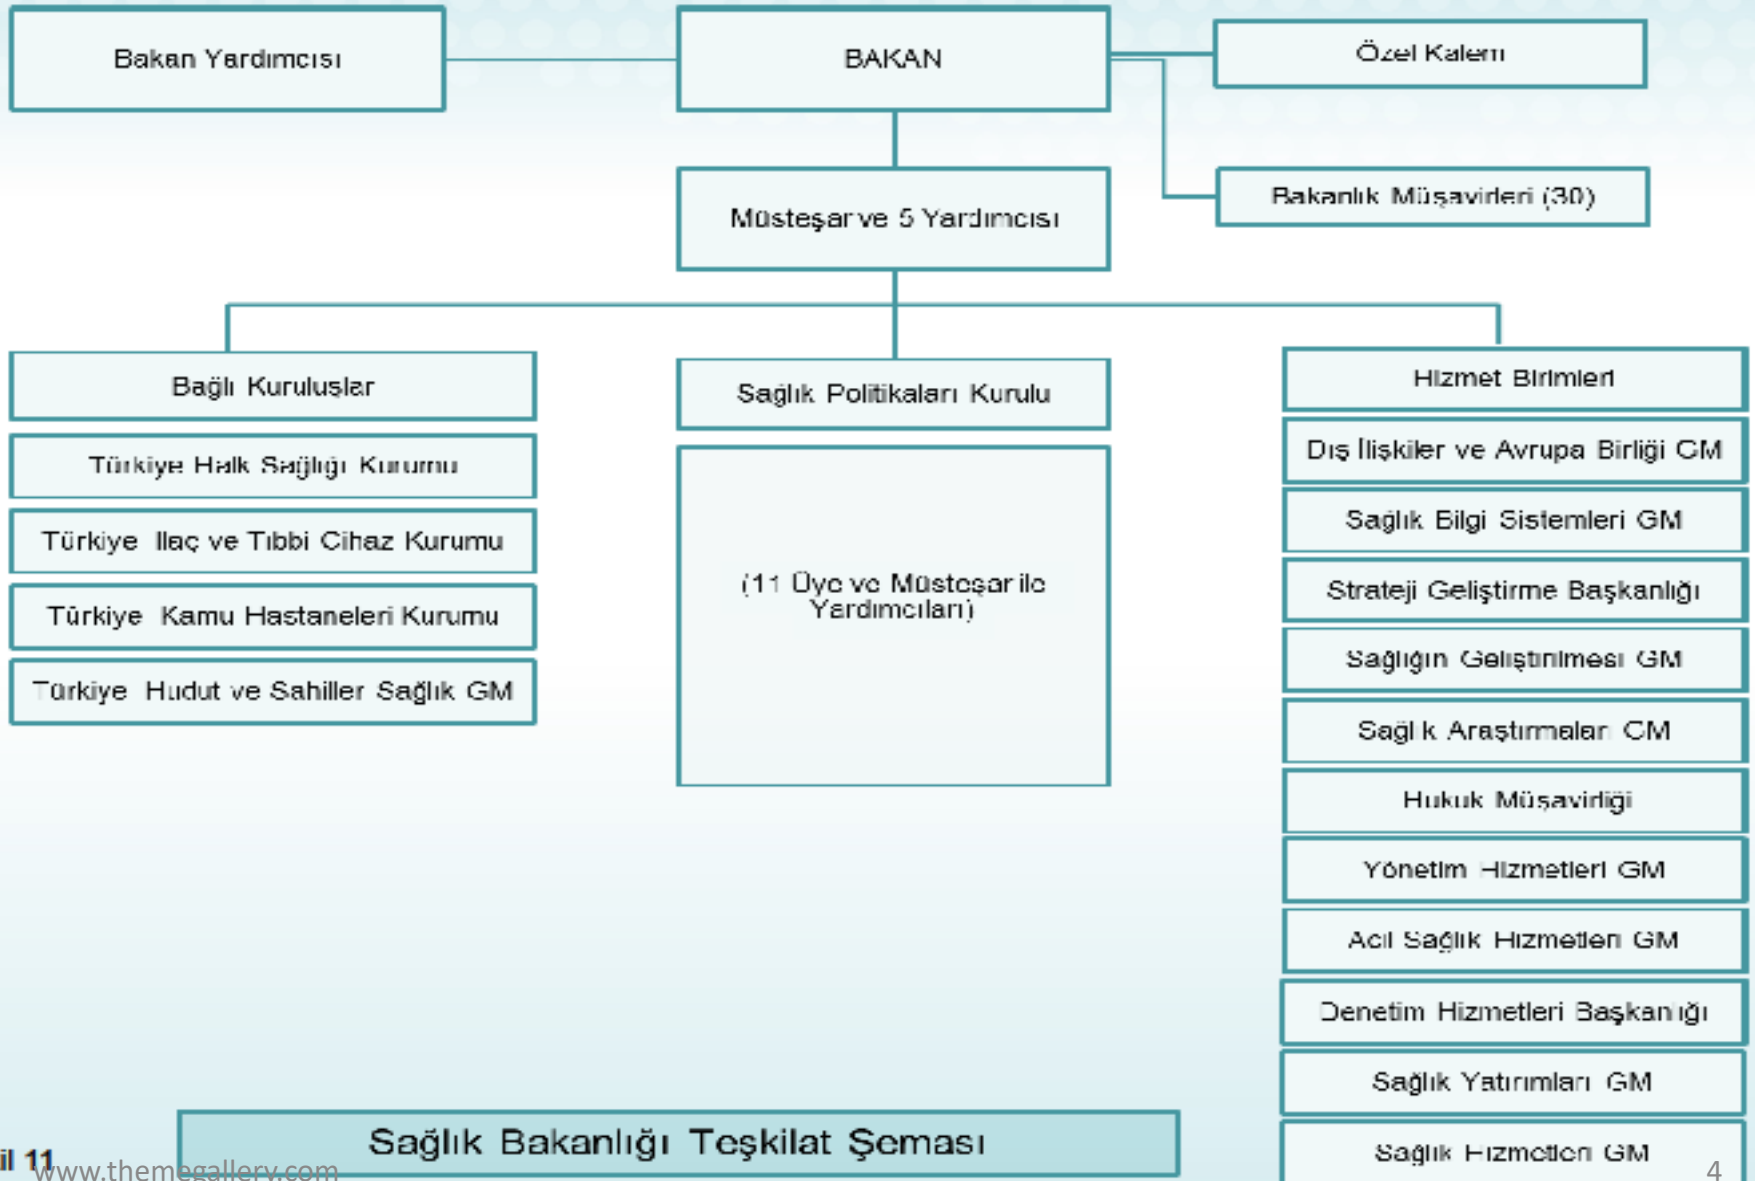 Bakan Yardımcısı
BAKAN
Özel Kalem
Müsteşar ve 5 Yardımcısı
Bakanlık Müşavirleri (30)
Bağlı Kuruluşlar
Türkiye Halk Sağlığı Kurumu
Türkiye İlaç ve Tıbbi Cihaz Kurumu
Türkiye Kamu Hastaneleri Kurumu
Türkiye Hudut ve Sahiller Sağlık GM
Sağlık Politikaları Kurulu
(11 Üye ve Müsteşar ile
Yardımcıları)
Hizmet Birimleri
Dış İlişkiler ve Avrupa Birliği GM
Sağlık Bilgi Sistemleri GM
Strateji Geliştirme Başkanlığı
Sağlığın Geliştirilmesi GM
Sağlık Araştırmaları GM
Hukuk Müşavirliği
Yönetim Hizmetleri GM
Acil Sağlık Hizmetleri GM
Denetim Hizmetleri Başkanlığı
Sağlık Yatırımları GM
Sağlık Hizmetleri GM
Sağlık Bakanlığı Teşkilat Şeması
il 11
www.themegallery.com
4